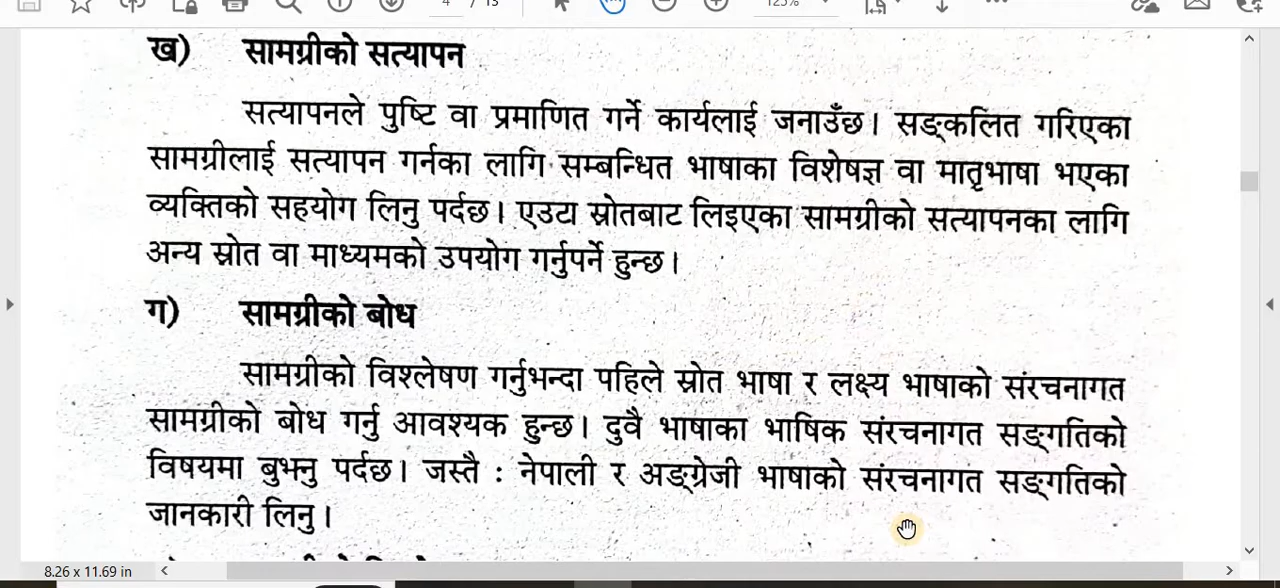 4 / 13
125%
ख) सामग्रीको सत्यापन
सत्यापनले पुष्टि वा प्रमाणित गर्ने कार्यलाई जनाउँछ। सङ्कलित गरिएका
सामग्रीलाई सत्यापन गर्नका लागि सम्बन्धित भाषाका विशेषज्ञ वा मातृभाषा भएका
व्यक्तिको सहयोग लिनु पर्दछ। एउटा स्रोतबाट लिइएका सामग्रीको सत्यापनका लागि
अन्य स्रोत वा माध्यमको उपयोग गर्नुपर्ने हुन्छ।
ग) सामग्रीको बोध
सामग्रीको विश्लेषण गर्नुभन्दा पहिले स्रोत भाषा र लक्ष्य भाषाको संरचनागत
सामग्रीको बोध गर्नु आवश्यक हुन्छ। दुवै भाषाका भाषिक संरचनागत सङ्गतिको
विषयमा बुझ्नु पर्दछ। जस्तै : नेपाली र अङ्ग्रेजी भाषाको संरचनागत सङ्गतिको
जानकारी लिनु।
8.26 x 11.69 in